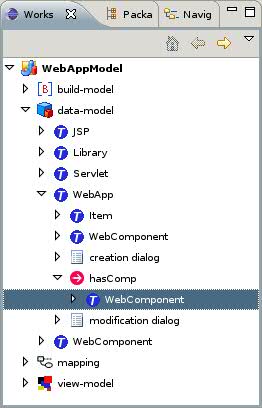 Works Packa Navig
WebAppModel
[B] build-model
data-model
T JSP
T Library
T Servlet
T WebApp
T Item
T WebComponent
creation dialog
hasComp
T WebComponent
modification dialog
T WebComponent
mapping
view-model